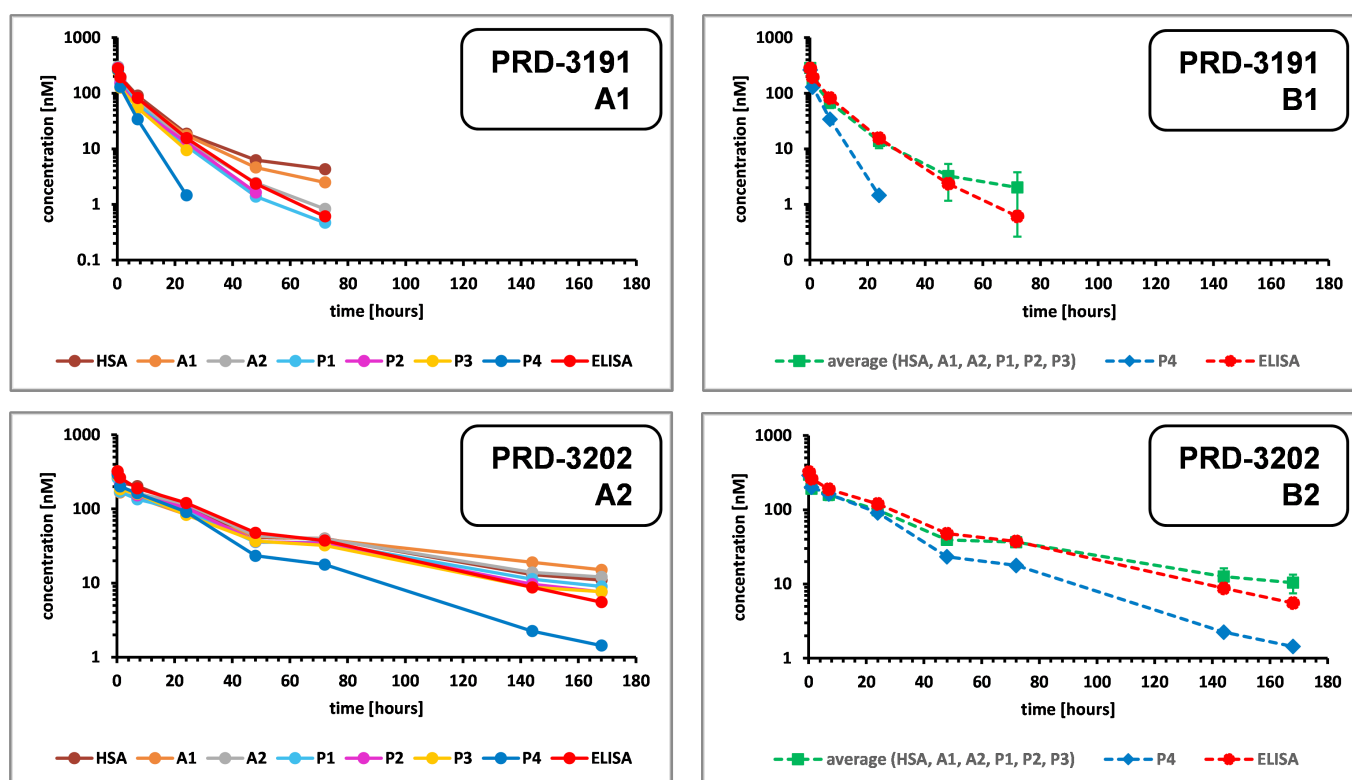 PRD-3191
A1
concentration [nM]
1000
100
10
1
0.1
0 20 40 60 80 100 120 140 160 180
time [hours]
HSA A1 A2 P1 P2 P3 P4 ELISA
PRD-3191
B1
concentration [nM]
1000
100
10
1
0
0 20 40 60 80 100 120 140 160 180
time [hours]
average (HSA, A1, A2, P1, P2, P3) P4 ELISA
PRD-3202
A2
concentration [nM]
1000
100
10
1
0 20 40 60 80 100 120 140 160 180
time [hours]
HSA A1 A2 P1 P2 P3 P4 ELISA
PRD-3202
B2
concentration [nM]
1000
100
10
1
0 20 40 60 80 100 120 140 160 180
time [hours]
average (HSA, A1, A2, P1, P2, P3) P4 ELISA